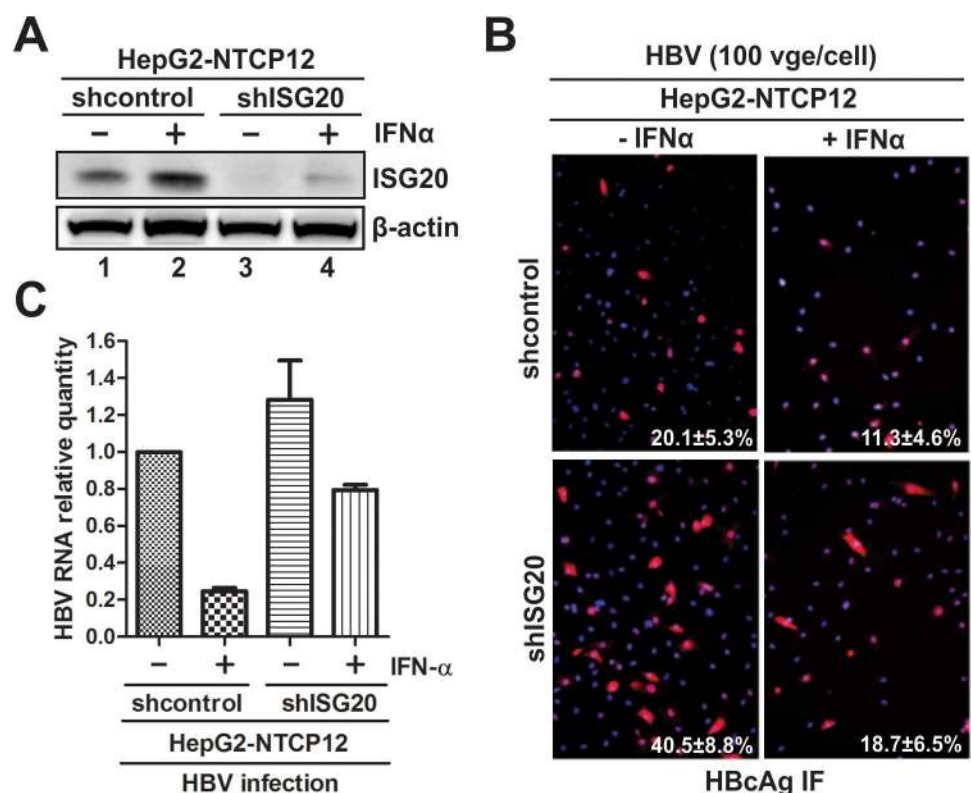 A
HepG2-NTCP12
shcontrol shISG20
− + − + IFNα
ISG20
β-actin
1 2 3 4
B
HBV (100 vge/cell)
HepG2-NTCP12
- IFNα + IFNα
shcontrol
20.1±5.3% 11.3±4.6%
shISG20
40.5±8.8% 18.7±6.5%
HBcAg IF
C
HBV RNA relative quantity
1.6
1.4
1.2
1.0
0.8
0.6
0.4
0.2
0.0
− + − + IFN-α
shcontrol shISG20
HepG2-NTCP12
HBV infection